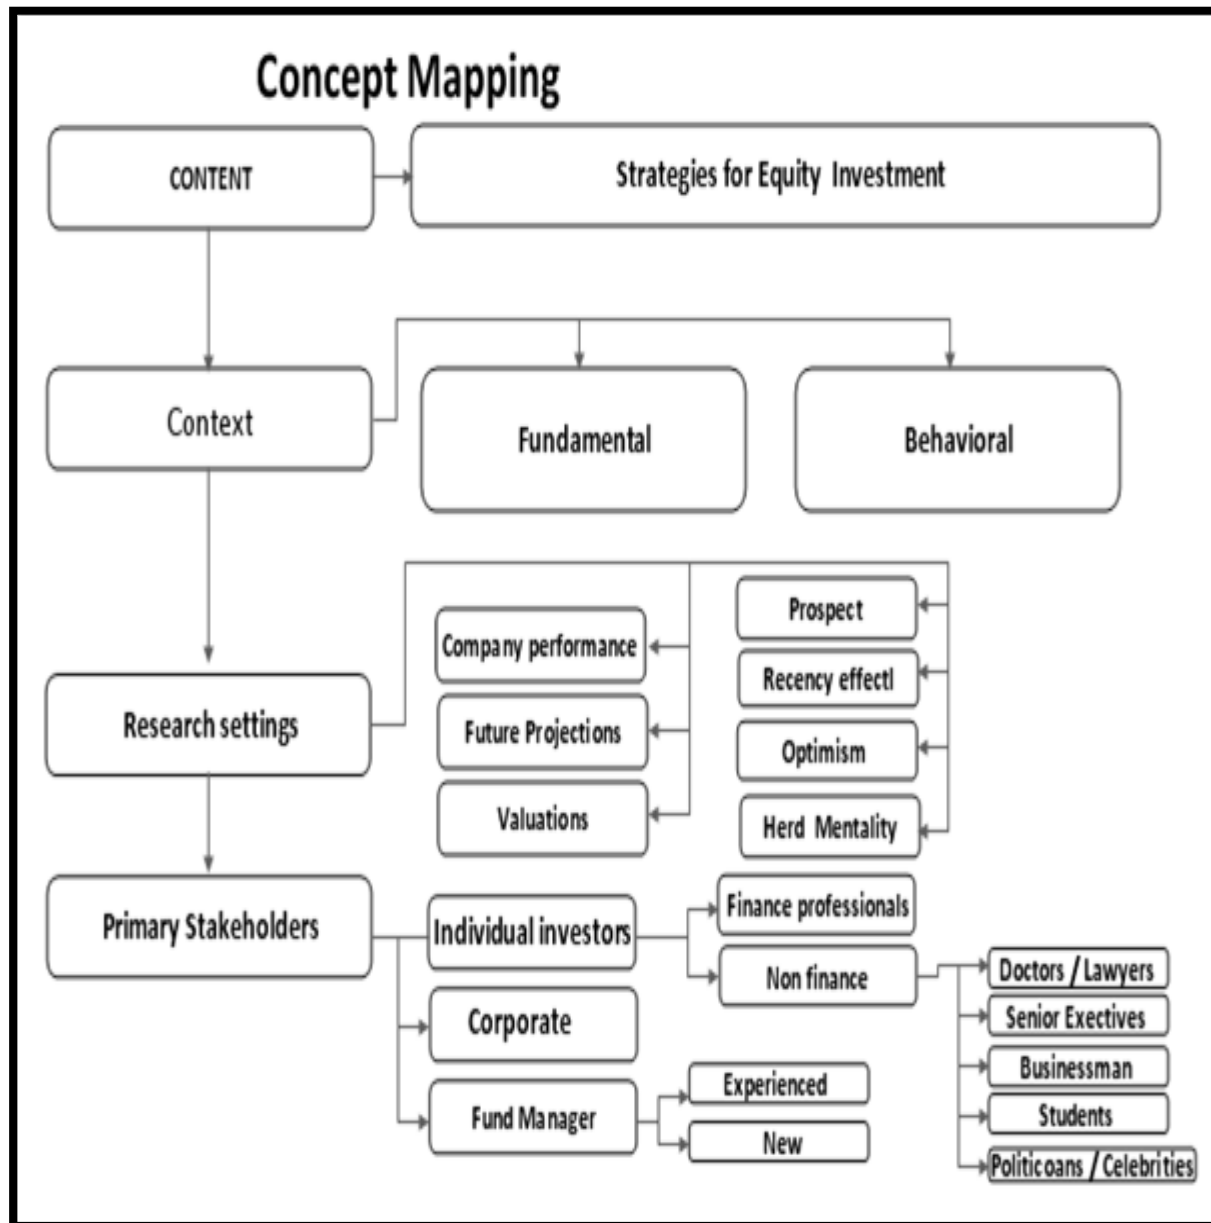 Concept Mapping
CONTENT
Strategies for Equity Investment
Context
Fundamental
Behavioral
Research settings
Company performance
Future Projections
Valuations
Prospect
Recency effectl
Optimism
Herd Mentality
Primary Stakeholders
Individual investors
Corporate
Fund Manager
Finance professionals
Non finance
Experienced
New
Doctors / Lawyers
Senior Exectives
Businessman
Students
Politicoans / Celebrities